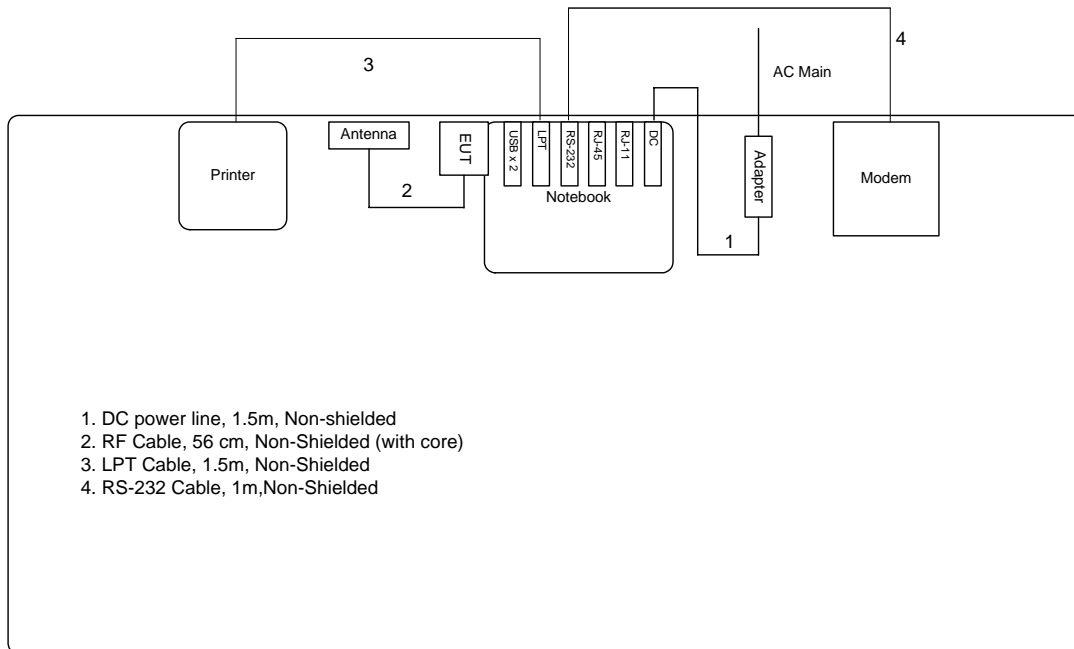 4
3
AC Main
Printer
Antenna
EUT
USB x 2
LPT
RS-232
RJ-45
RJ-11
DC
Adapter
Modem
2
Notebook
1
1. DC power line, 1.5m, Non-shielded
2. RF Cable, 56 cm, Non-Shielded (with core)
3. LPT Cable, 1.5m, Non-Shielded
4. RS-232 Cable, 1m,Non-Shielded